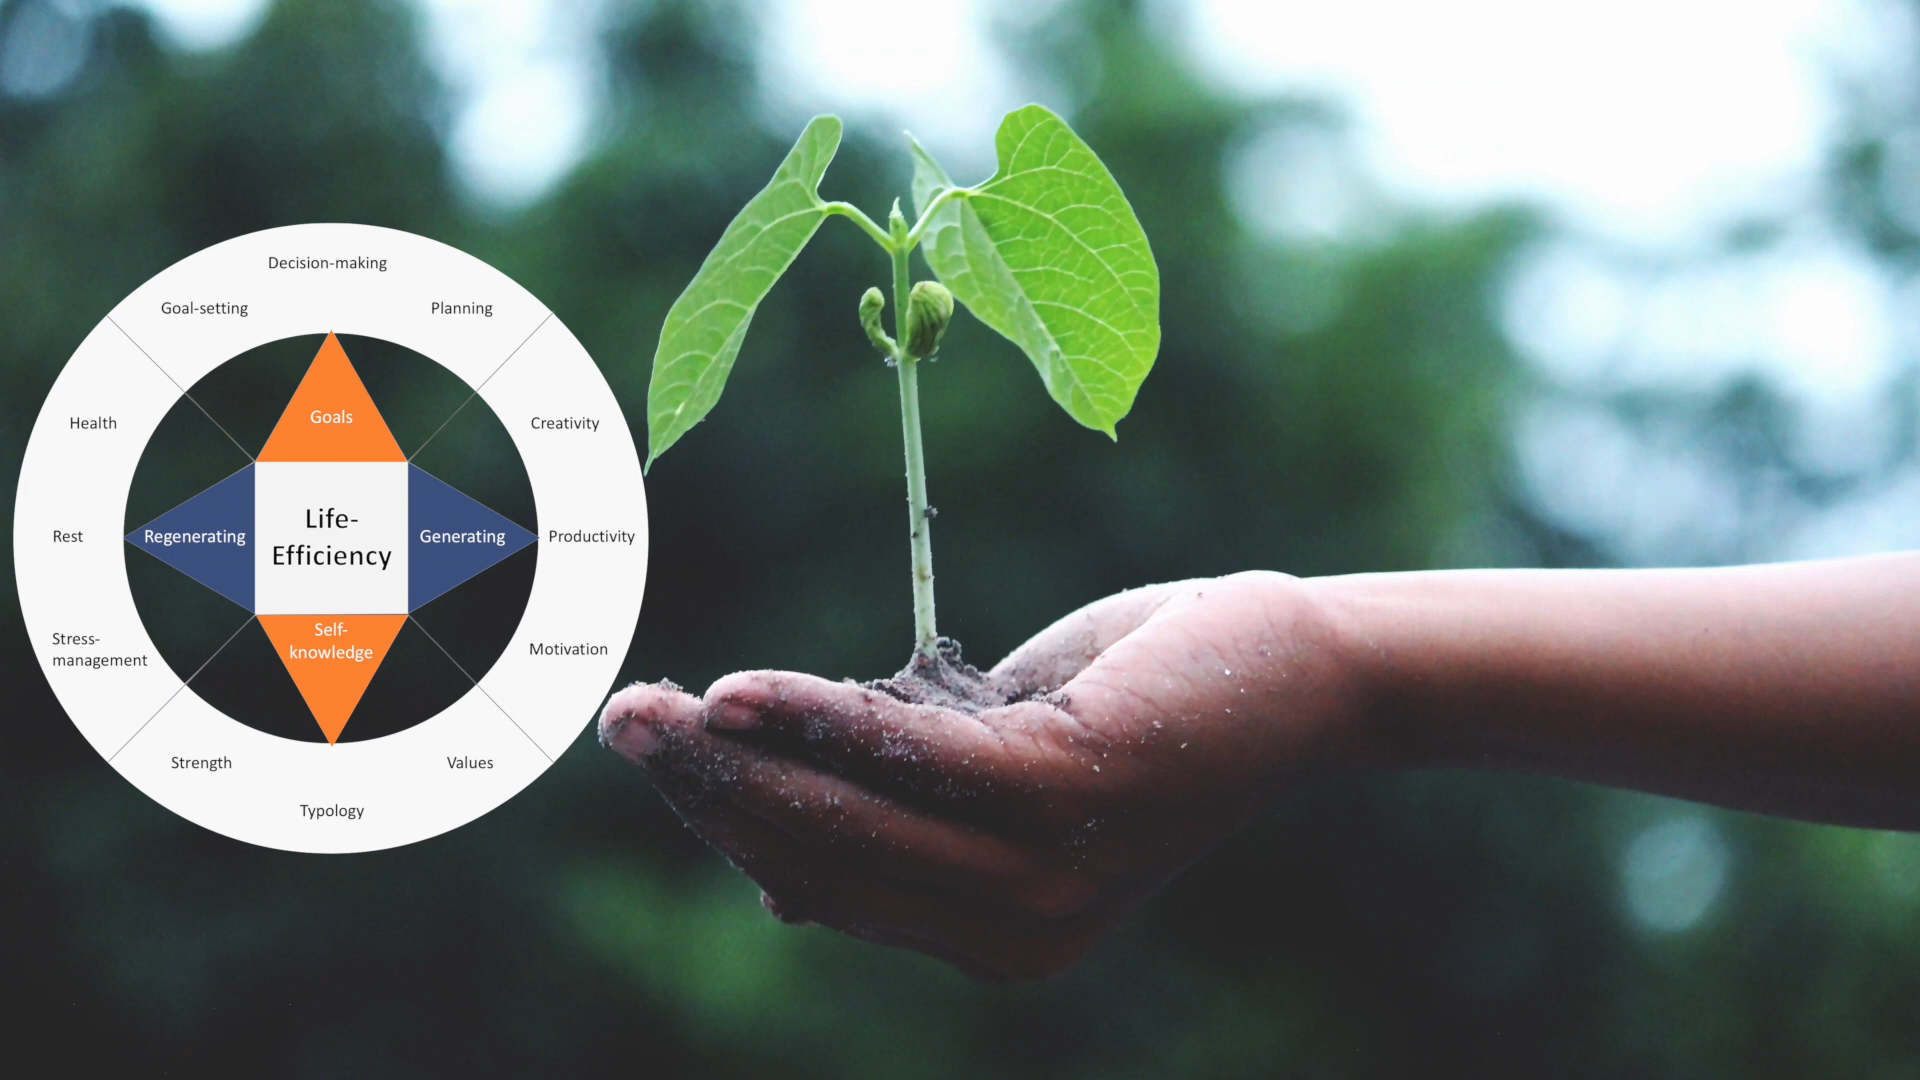 Decision-making
Goal-setting
Planning
Health
Goals
Creativity
Life-
Efficiency
Rest
Regenerating
Generating
Productivity
Self-
knowledge
Stress-
management
Motivation
Strength
Values
Typology